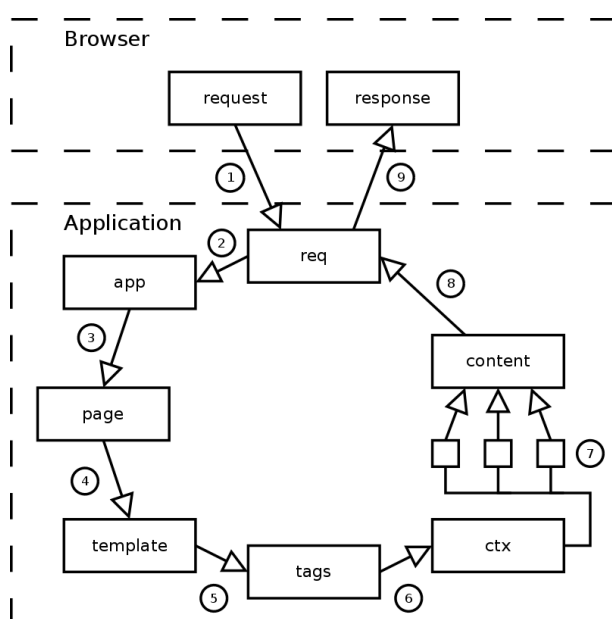 Browser
request
response
1
9
Application
2
req
app
8
3
content
page
7
4
template
ctx
tags
5
6